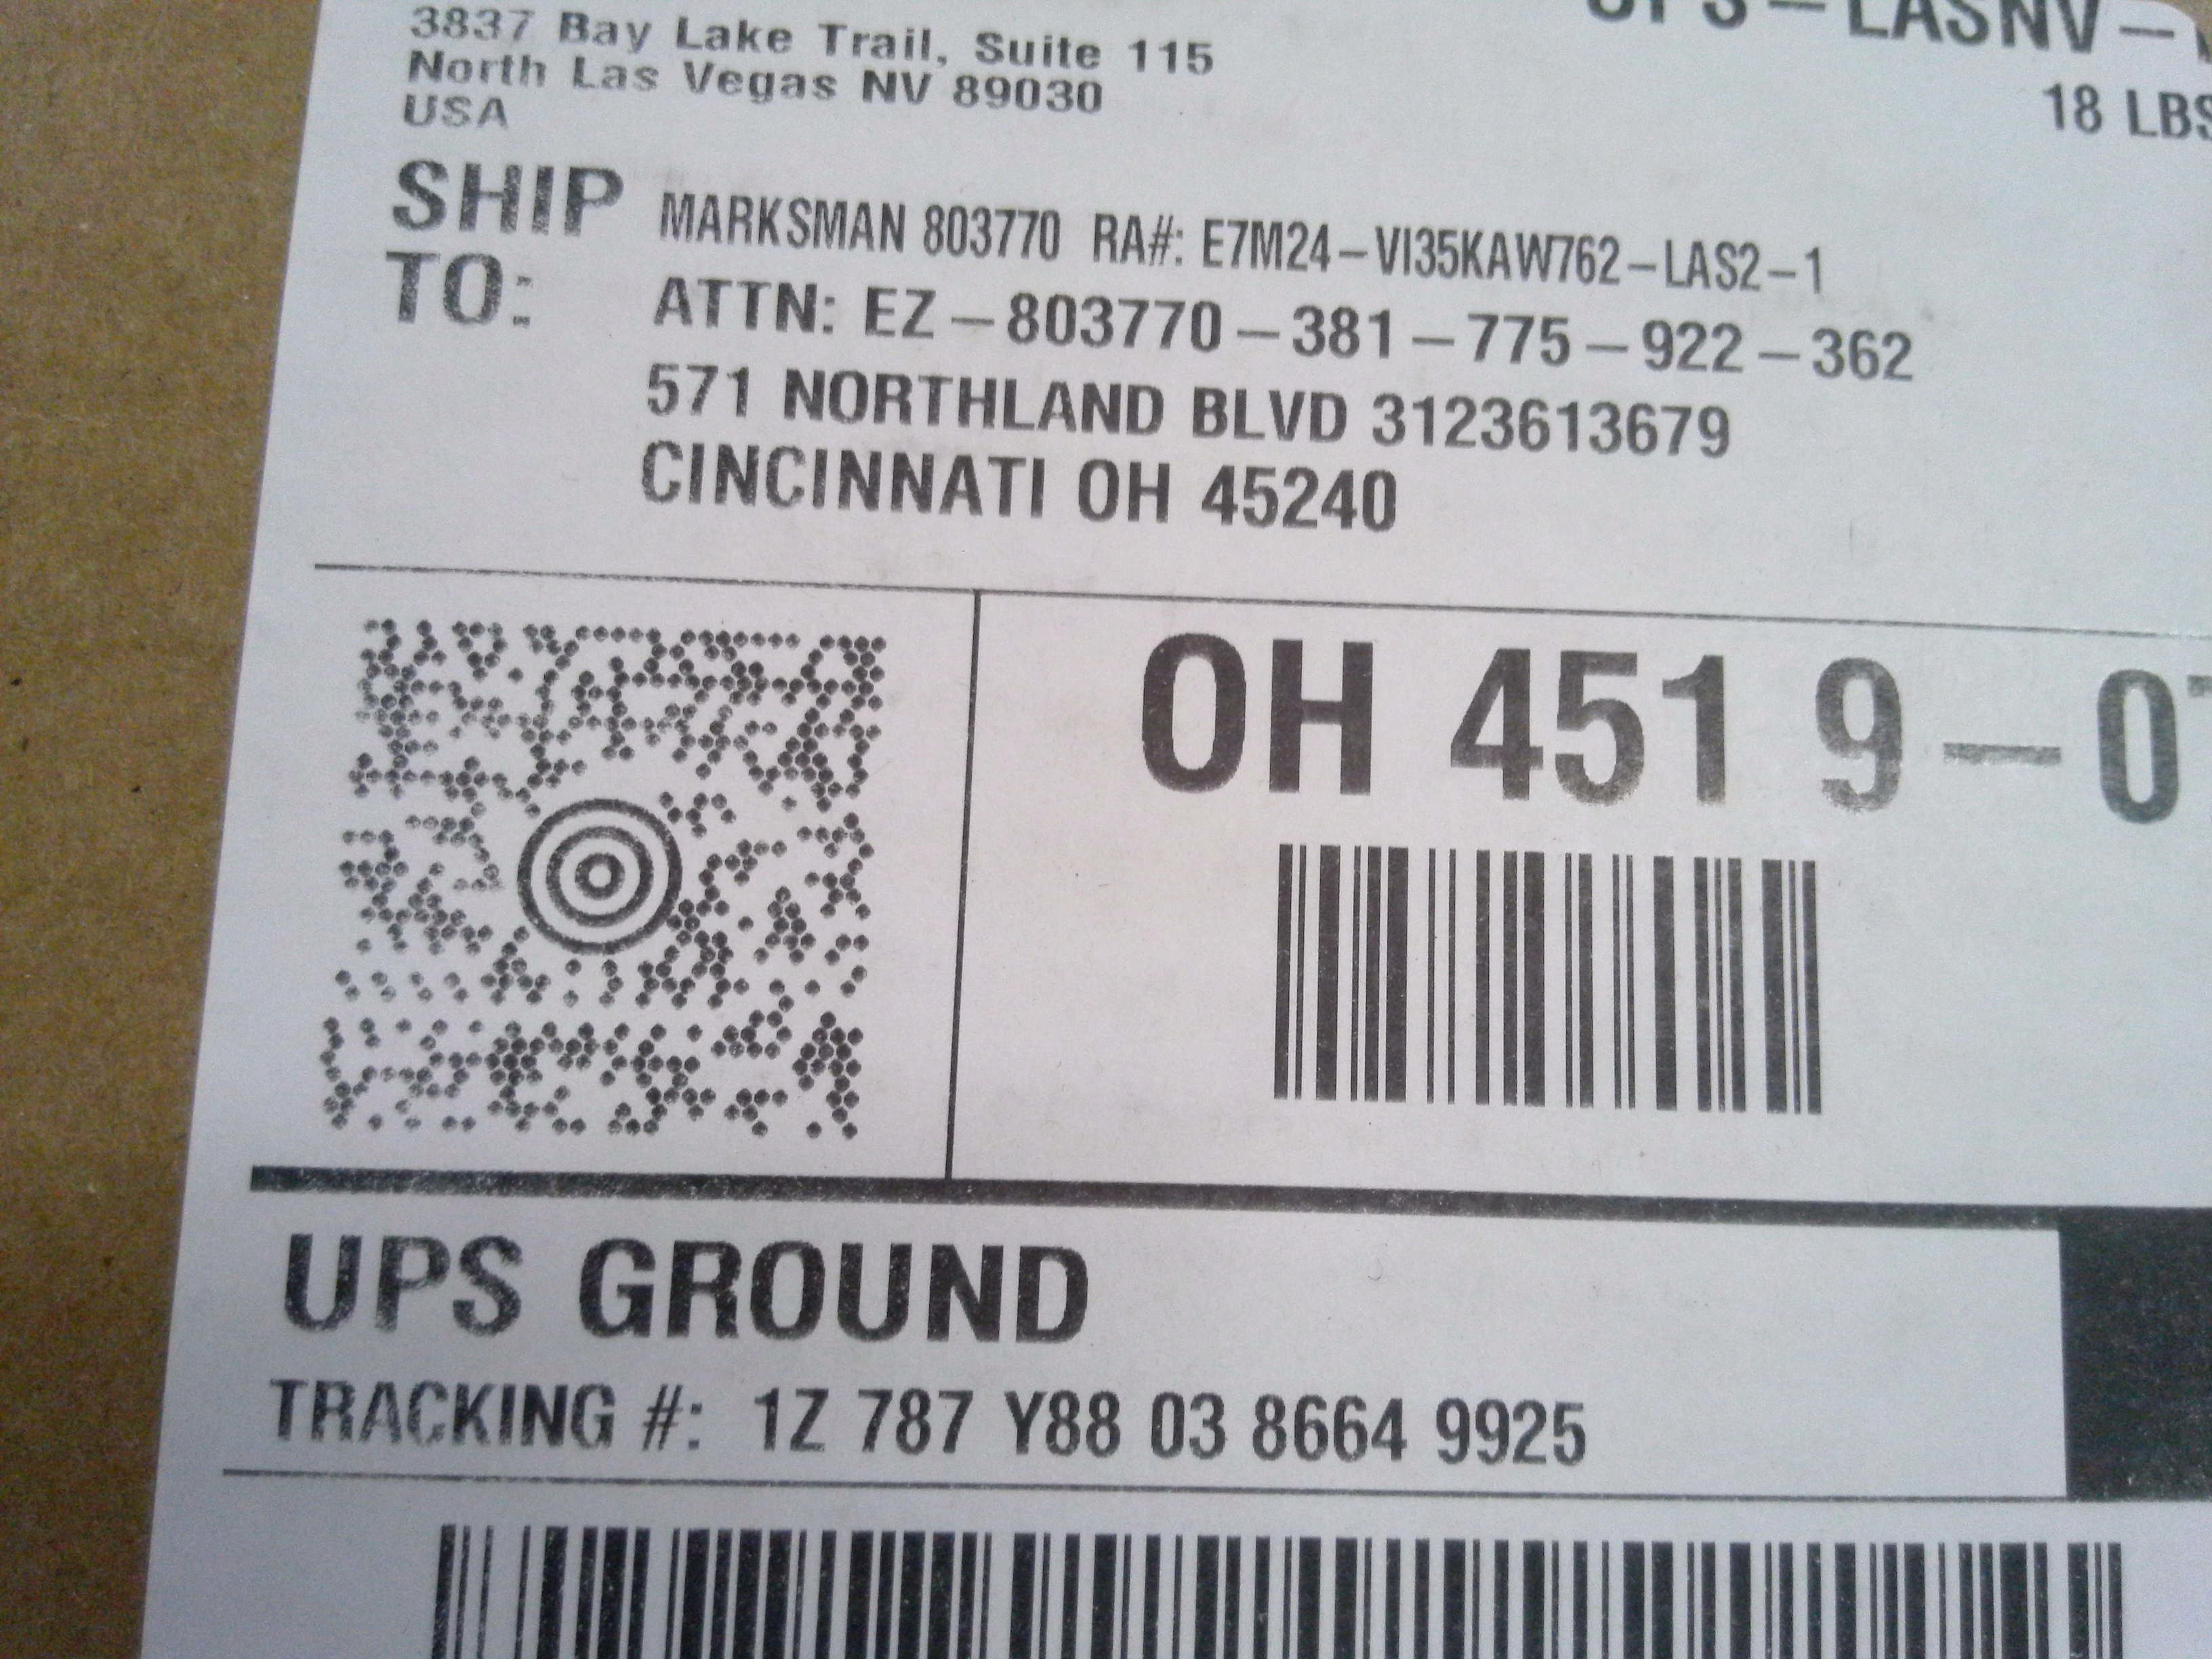 3837 Bay Lake Trail, Suite 115
North Las Vegas NV 89030
USA
UPS-LASNV-
18 LBS
SHIP TO:
MARKSMAN 803770 RA#: E7M24-VI35KAW762-LAS2-1
ATTN: EZ-803770-381-775-922-362
571 NORTHLAND BLVD 3123613679
CINCINNATI OH 45240
OH 451 9-0
UPS GROUND
TRACKING #: 1Z 787 Y88 03 8664 9925